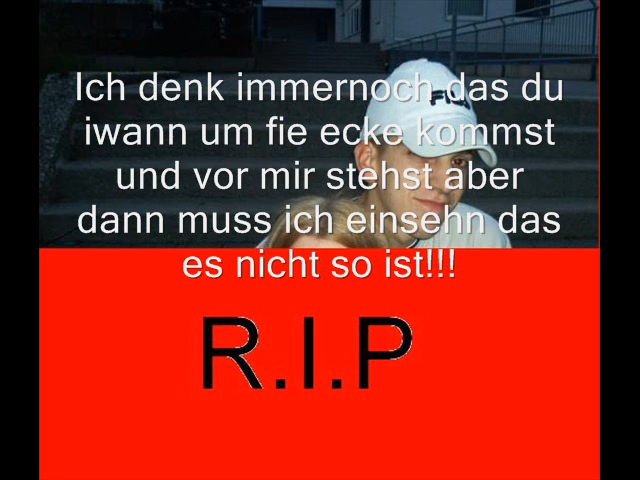 FILA
Ich denk immernoch das du
iwann um fie ecke kommst
und vor mir stehst aber
dann muss ich einsehn das
es nicht so ist!!!
R.I.P